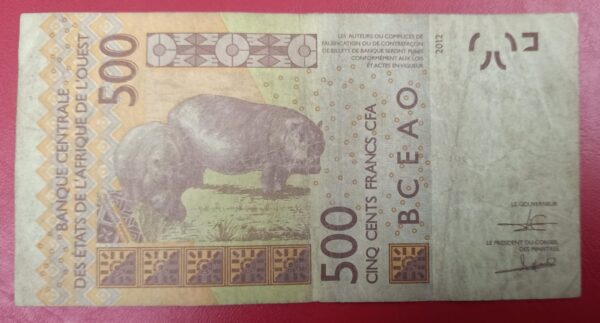 BANQUE CENTRALE
DES ÉTATS DE L'AFRIQUE DE L'OUEST
500
LES AUTEURS OU COMPLICES DE
FALSIFICATION OU DE CONTREFAÇON
DE BILLETS DE BANQUE SERONT PUNIS
CONFORMÉMENT AUX LOIS
ET ACTES EN VIGUEUR
2012
500
CINQ CENTS FRANCS CFA
BCEAO
LE GOUVERNEUR
LE PRÉSIDENT DU CONSEIL
DES MINISTRES